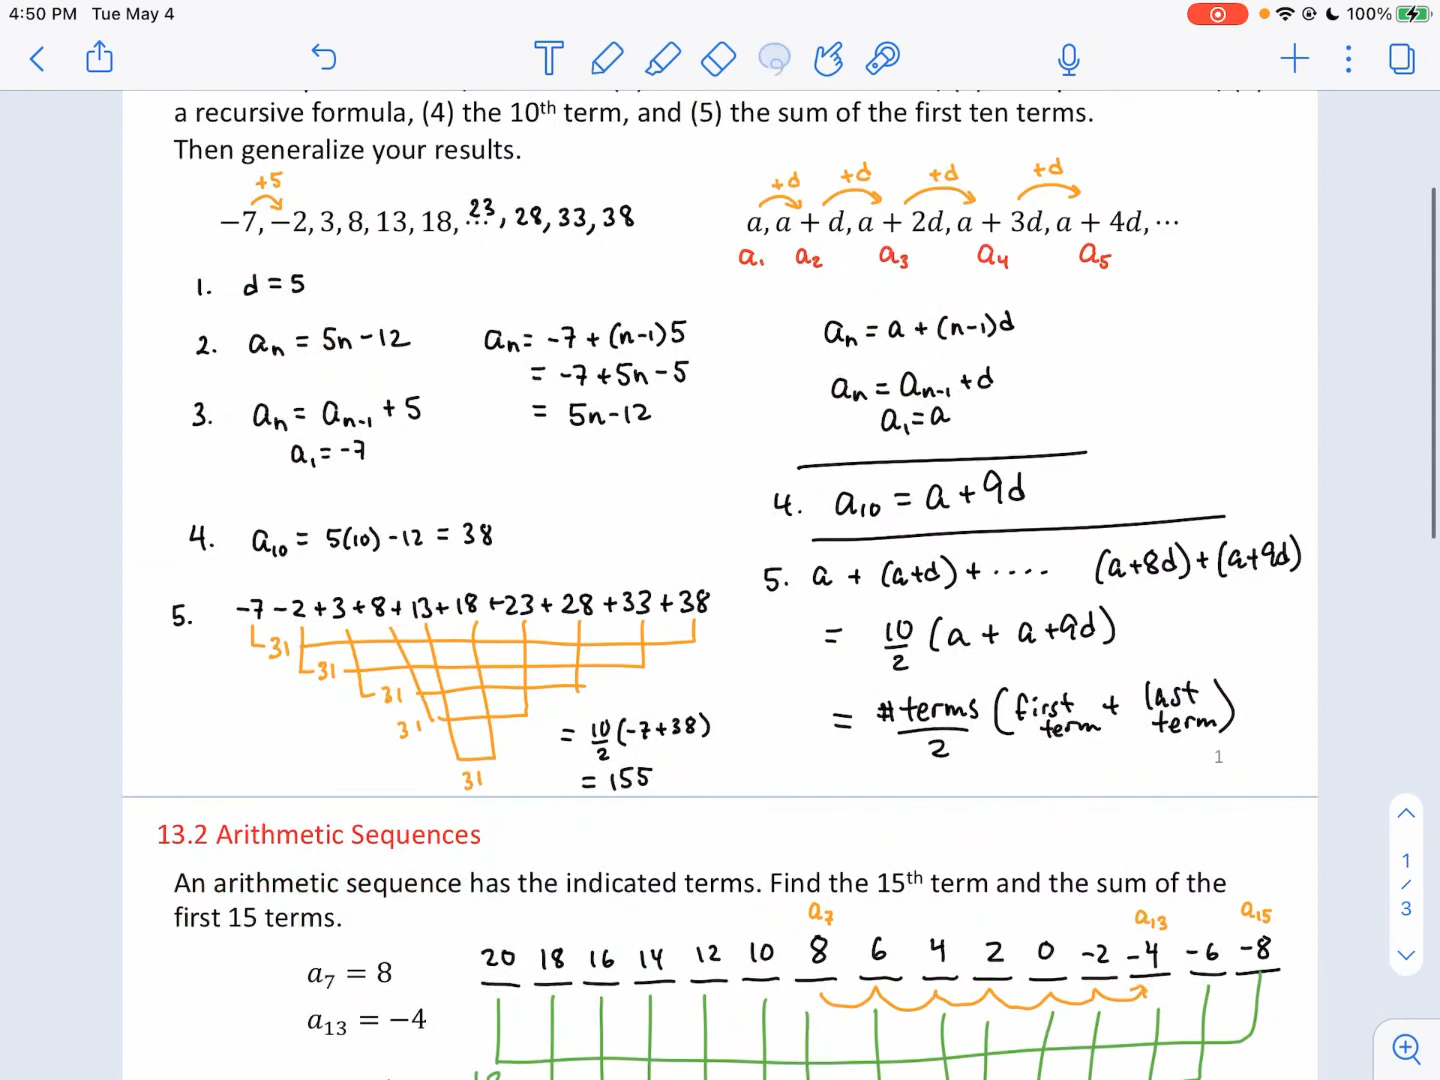 4:50 PM Tue May 4
100%
a recursive formula, (4) the 10th term, and (5) the sum of the first ten terms.
Then generalize your results.
+5
+d +d +d +d
−7, −2, 3, 8, 13, 18, ... 23, 28, 33, 38
a, a + d, a + 2d, a + 3d, a + 4d, ⋯
a₁ a₂ a₃ a₄ a₅
1. d = 5
2. aₙ = 5n − 12
aₙ = −7 + (n−1)5
= −7 + 5n − 5
= 5n − 12
3. aₙ = aₙ₋₁ + 5
a₁ = −7
aₙ = a + (n−1)d
aₙ = aₙ₋₁ + d
a₁ = a
4. a₁₀ = 5(10) − 12 = 38
4. a₁₀ = a + 9d
5. −7 − 2 + 3 + 8 + 13 + 18 + 23 + 28 + 33 + 38
31
31
31
31
31
= 10/2 (−7 + 38)
= 155
5. a + (a+d) + .... (a+8d) + (a+9d)
= 10/2 (a + a + 9d)
= # terms/2 (first term + last term)
1
13.2 Arithmetic Sequences
An arithmetic sequence has the indicated terms. Find the 15th term and the sum of the
first 15 terms.
a₇ a₁₃ a₁₅
20 18 16 14 12 10 8 6 4 2 0 −2 −4 −6 −8
a₇ = 8
a₁₃ = −4
1
/
3